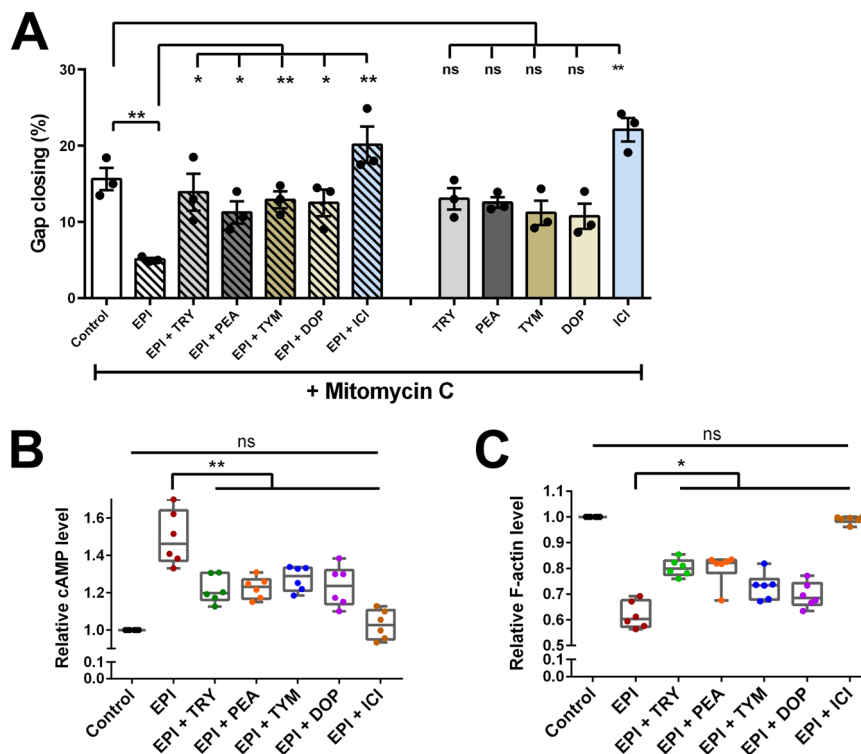 A
ns ns ns ns **
* * ** * **
**
Gap closing (%)
30
20
10
0
Control
EPI
EPI + TRY
EPI + PEA
EPI + TYM
EPI + DOP
EPI + ICI
TRY
PEA
TYM
DOP
ICI
+ Mitomycin C
B
ns
**
Relative cAMP level
1.6
1.4
1.2
1.0
0.1
0.0
Control
EPI
EPI + TRY
EPI + PEA
EPI + TYM
EPI + DOP
EPI + ICI
C
ns
*
Relative F-actin level
1.0
0.9
0.8
0.7
0.6
0.5
0.1
0.0
Control
EPI
EPI + TRY
EPI + PEA
EPI + TYM
EPI + DOP
EPI + ICI